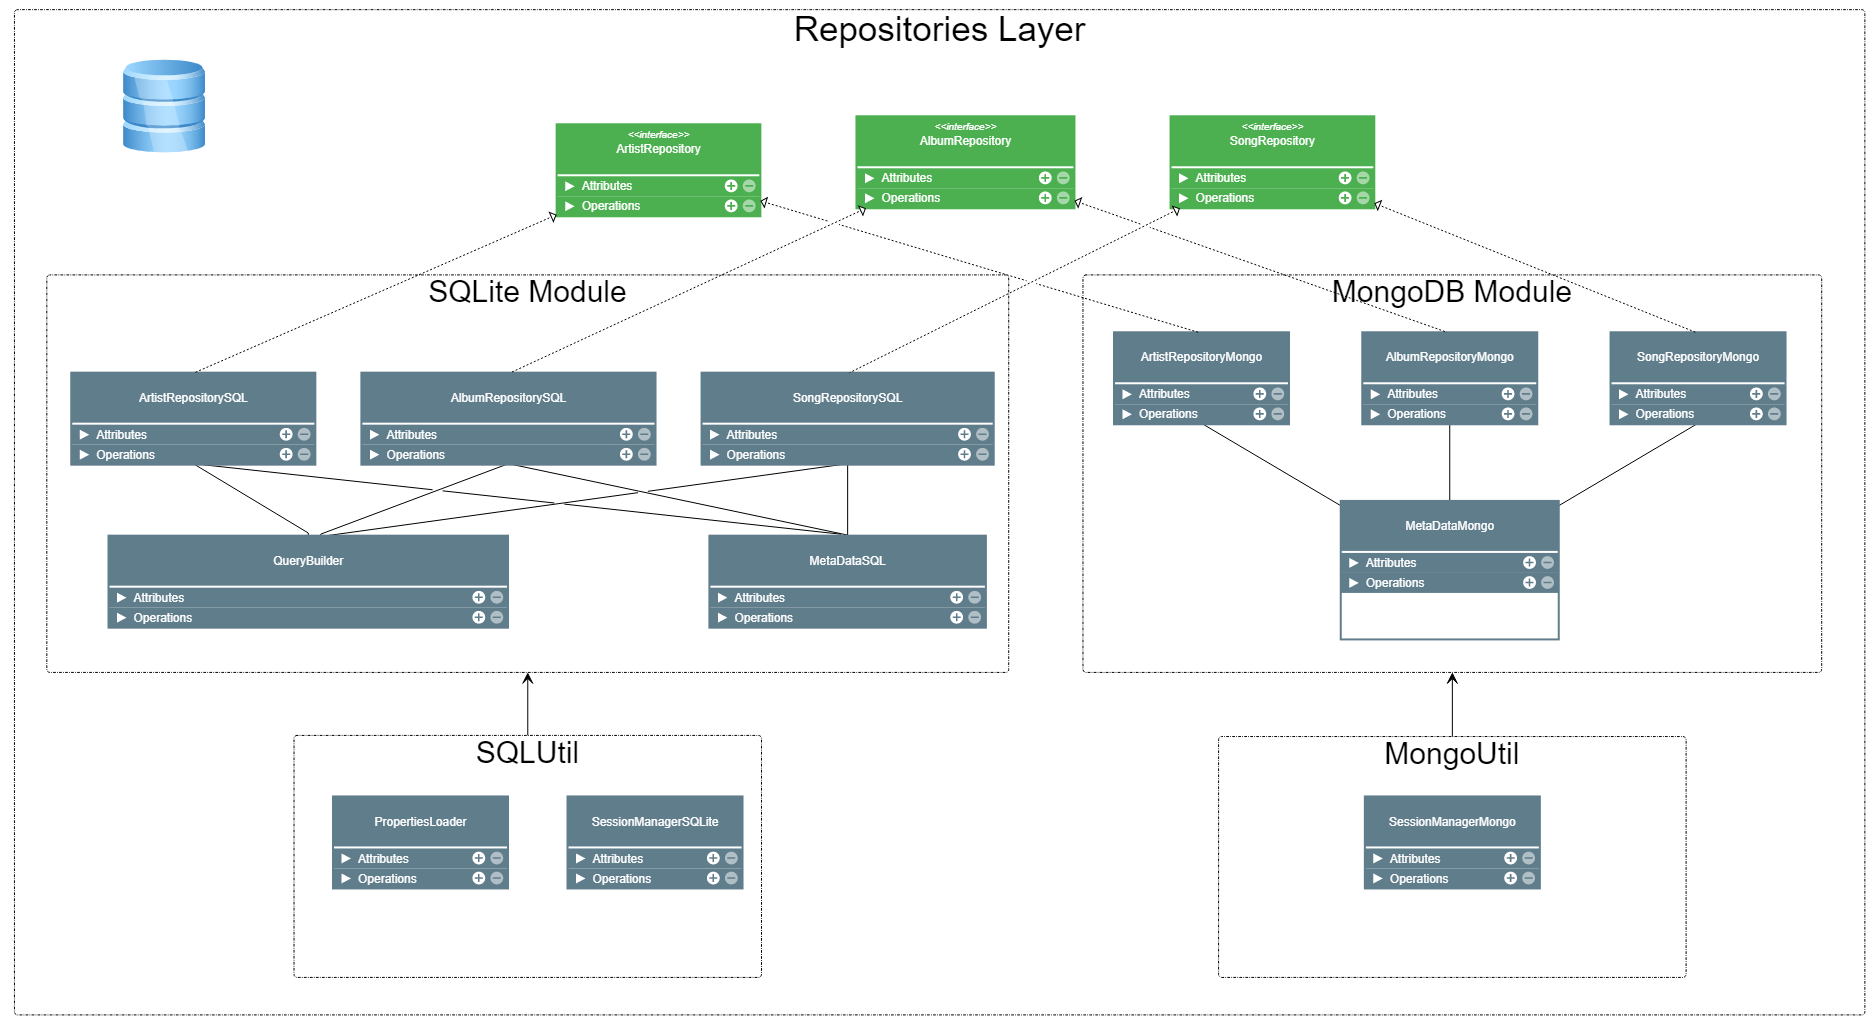 Repositories Layer
<<interface>>
ArtistRepository
Attributes
Operations
<<interface>>
AlbumRepository
Attributes
Operations
<<interface>>
SongRepository
Attributes
Operations
SQLite Module
ArtistRepositorySQL
Attributes
Operations
AlbumRepositorySQL
Attributes
Operations
SongRepositorySQL
Attributes
Operations
QueryBuilder
Attributes
Operations
MetaDataSQL
Attributes
Operations
MongoDB Module
ArtistRepositoryMongo
Attributes
Operations
AlbumRepositoryMongo
Attributes
Operations
SongRepositoryMongo
Attributes
Operations
MetaDataMongo
Attributes
Operations
SQLUtil
PropertiesLoader
Attributes
Operations
SessionManagerSQLite
Attributes
Operations
MongoUtil
SessionManagerMongo
Attributes
Operations